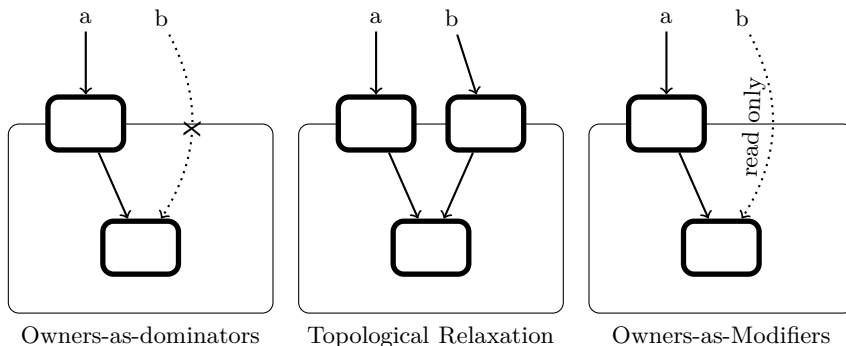 a b a b a b
read only
Owners-as-dominators Topological Relaxation Owners-as-Modifiers